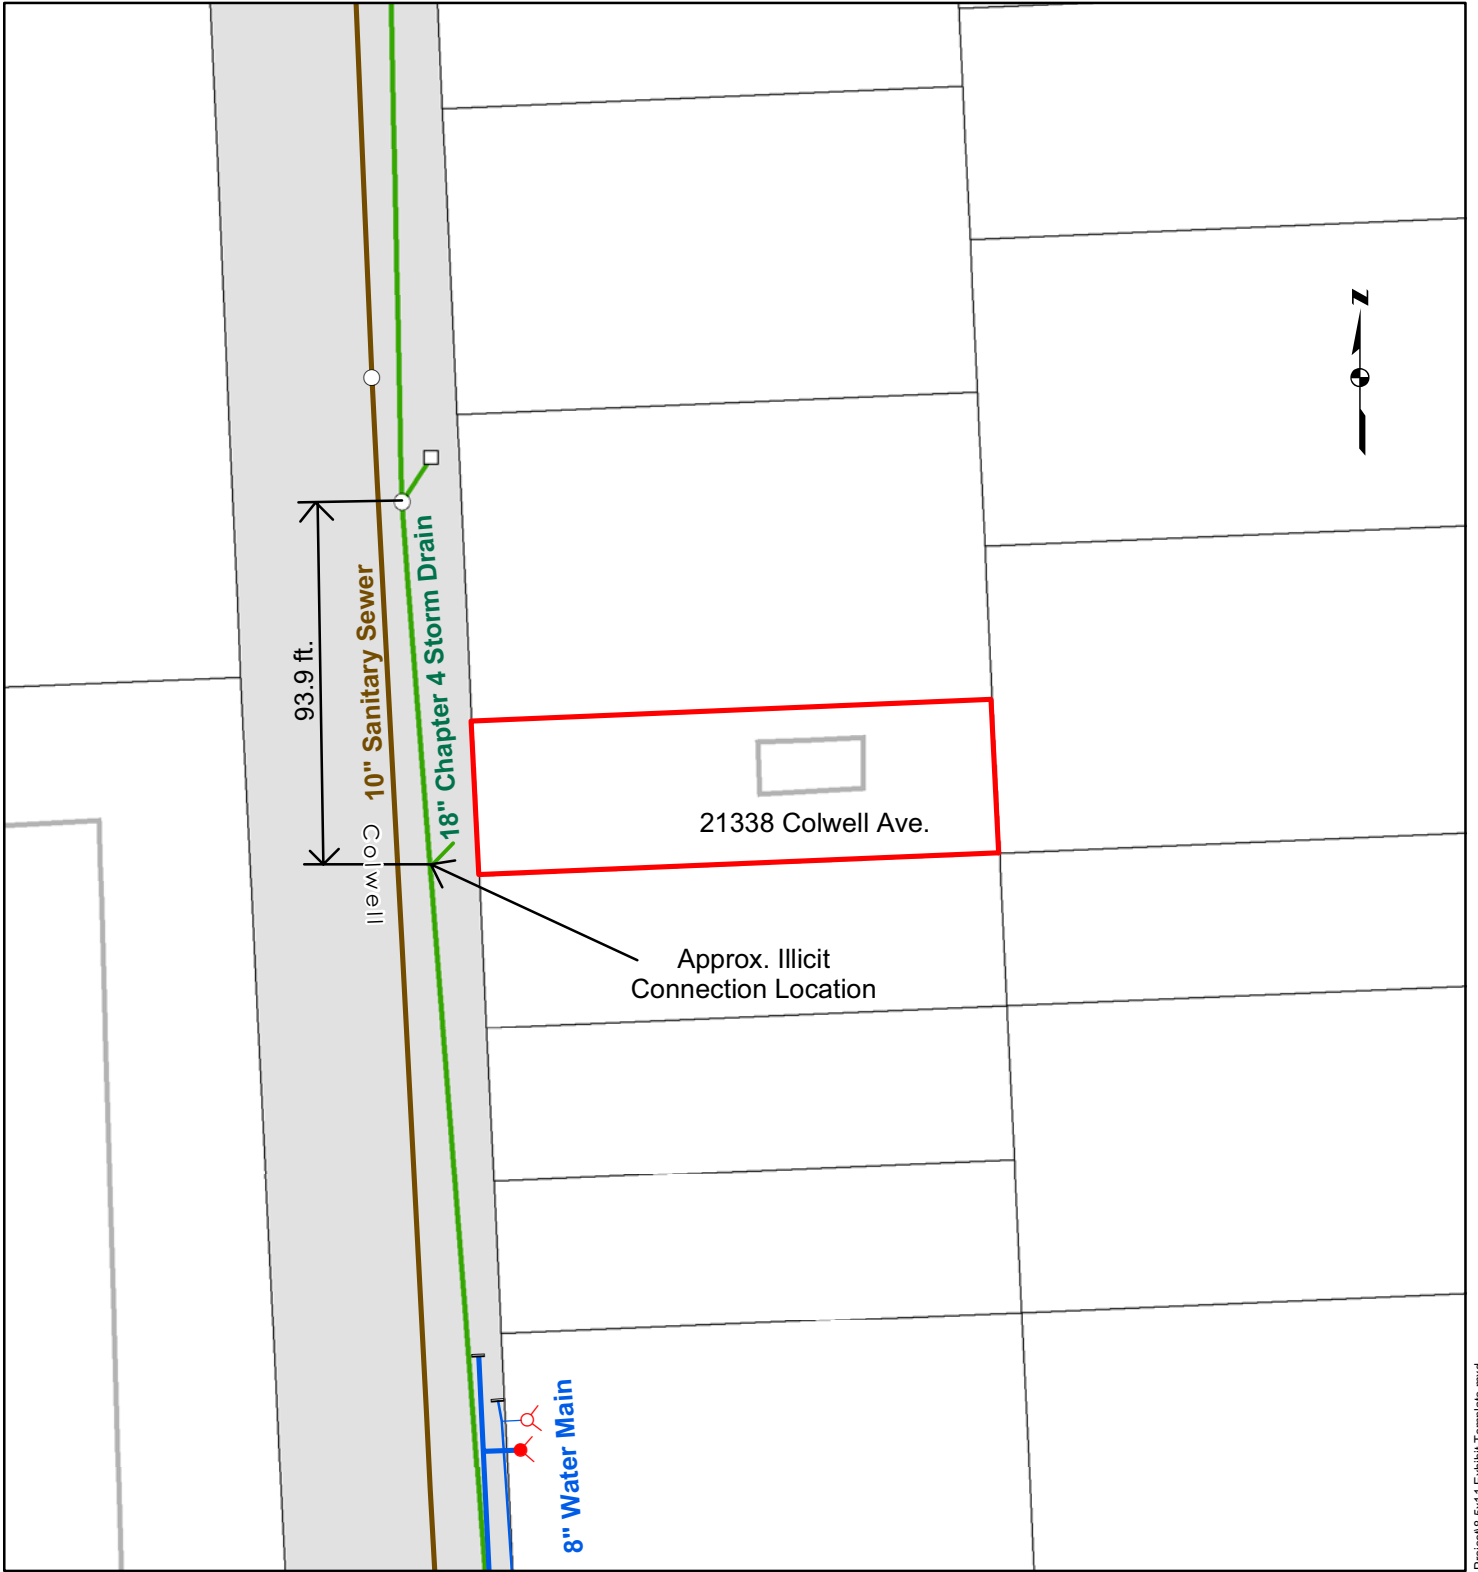 N
93.9 ft.
10" Sanitary Sewer
18" Chapter 4 Storm Drain
Colwell
21338 Colwell Ave.
Approx. Illicit
Connection Location
8" Water Main